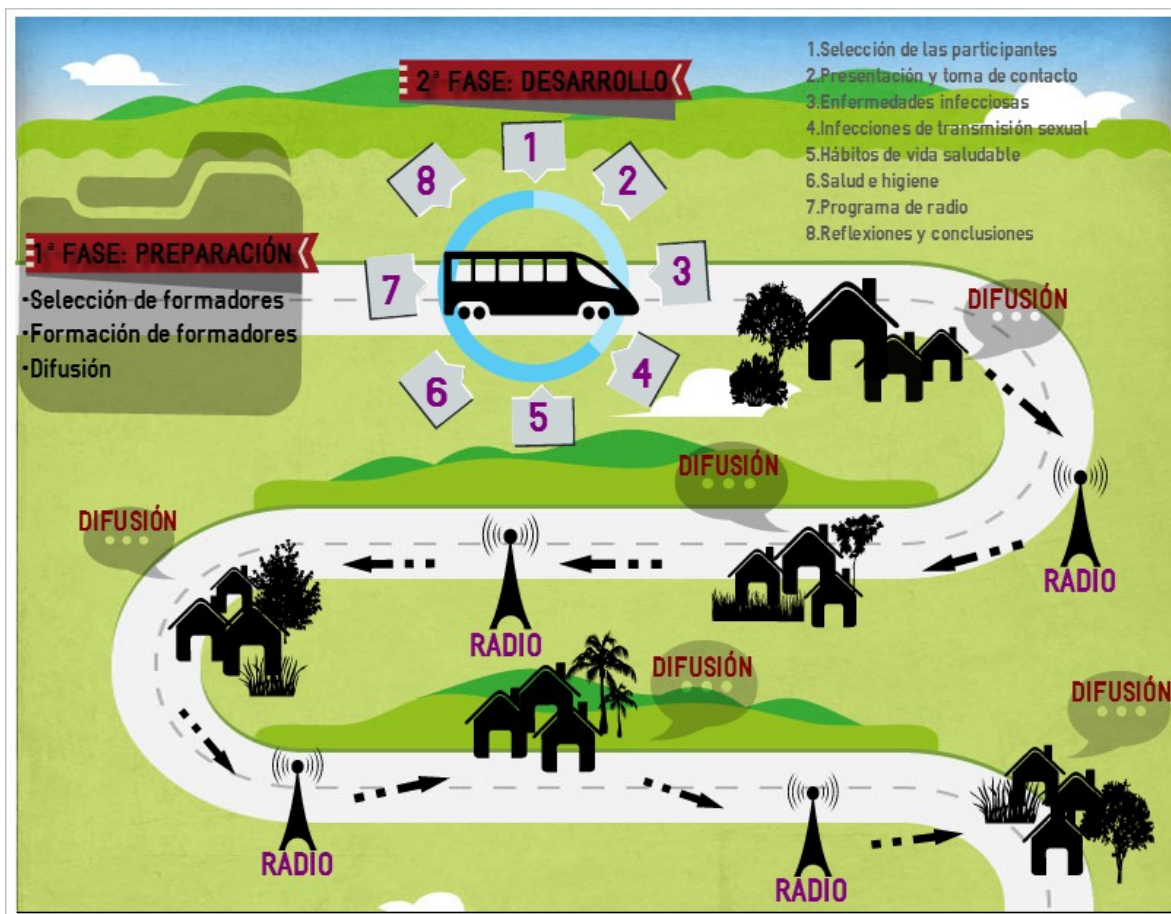 2ª FASE: DESARROLLO
1.Selección de las participantes
2.Presentación y toma de contacto
3.Enfermedades infecciosas
4.Infecciones de transmisión sexual
5.Hábitos de vida saludable
6.Salud e higiene
7.Programa de radio
8.Reflexiones y conclusiones
1
2
3
4
5
6
7
8
1ª FASE: PREPARACIÓN
·Selección de formadores
·Formación de formadores
·Difusión
DIFUSIÓN
DIFUSIÓN
DIFUSIÓN
RADIO
RADIO
DIFUSIÓN
DIFUSIÓN
RADIO
RADIO